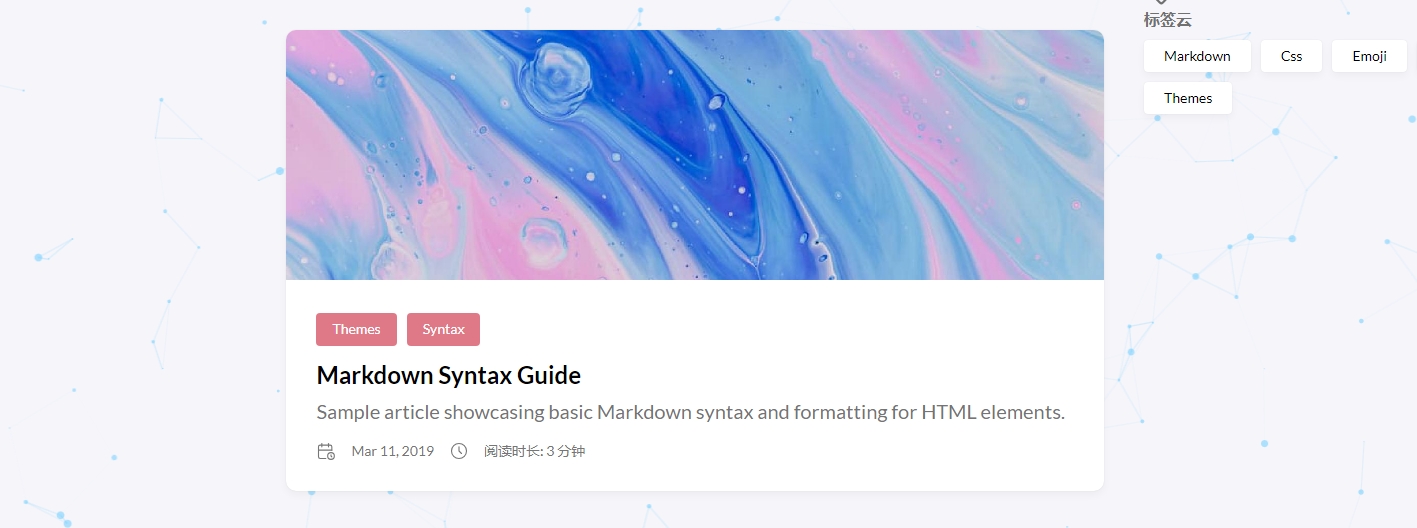 标签云
Markdown Css Emoji
Themes
Themes Syntax
Markdown Syntax Guide
Sample article showcasing basic Markdown syntax and formatting for HTML elements.
Mar 11, 2019 阅读时长: 3 分钟